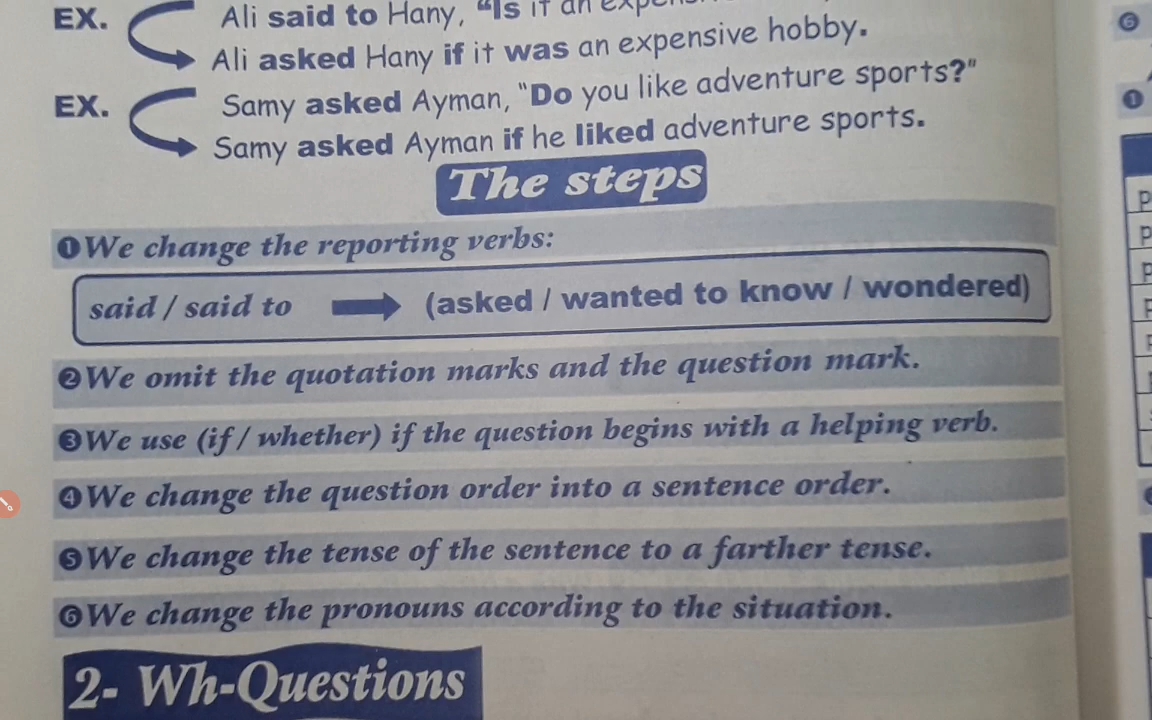 EX. Ali said to Hany, "Is it an
Ali asked Hany if it was an expensive hobby.
EX. Samy asked Ayman, "Do you like adventure sports?"
Samy asked Ayman if he liked adventure sports.
The steps
❶We change the reporting verbs:
said / said to (asked / wanted to know / wondered)
❷We omit the quotation marks and the question mark.
❸We use (if / whether) if the question begins with a helping verb.
❹We change the question order into a sentence order.
❺We change the tense of the sentence to a farther tense.
❻We change the pronouns according to the situation.
2- Wh-Questions
❻
❶